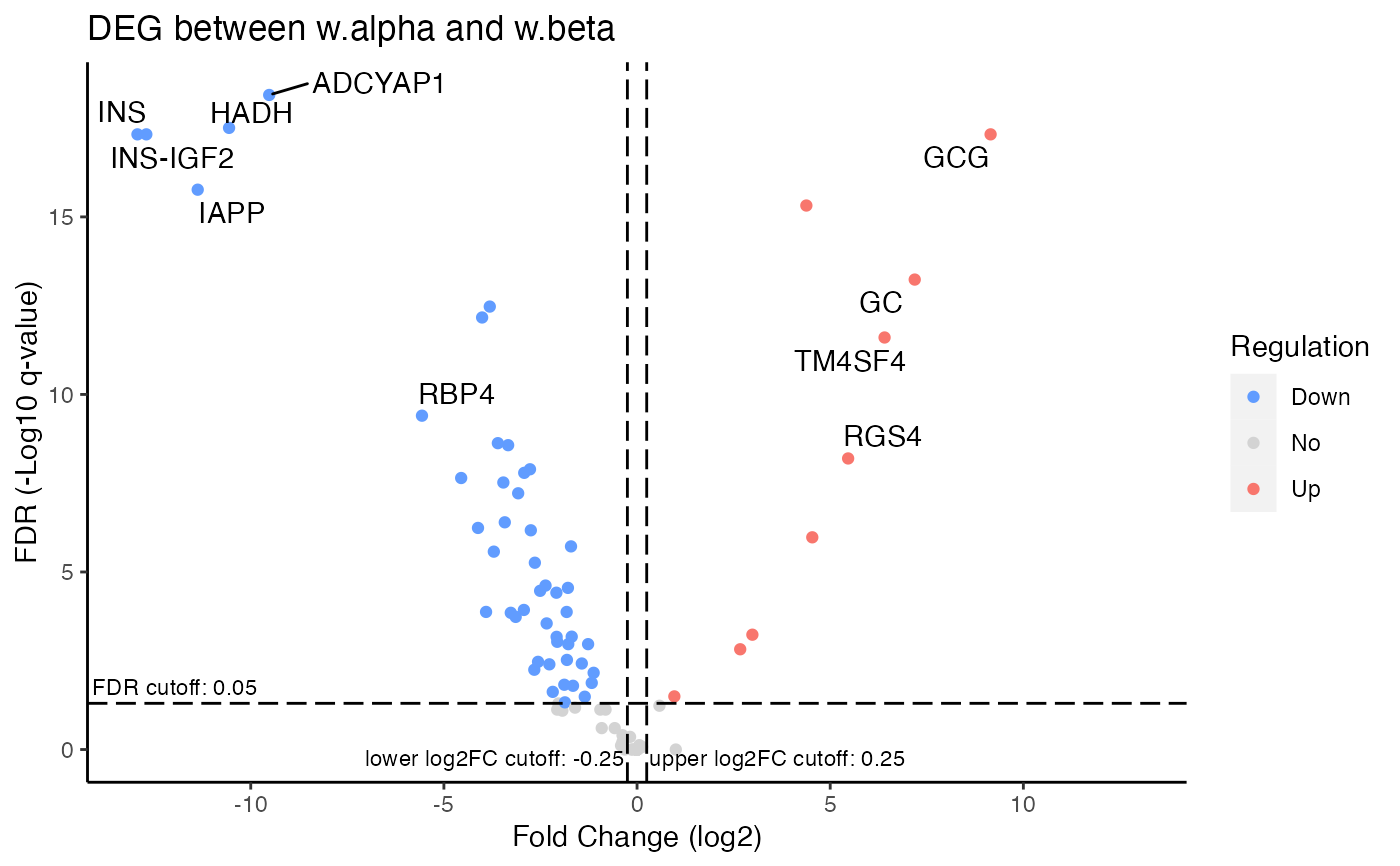 DEG between w.alpha and w.beta
ADCYAP1
INS
HADH
INS-IGF2
GCG
IAPP
GC
TM4SF4
RBP4
RGS4
FDR cutoff: 0.05
lower log2FC cutoff: -0.25
upper log2FC cutoff: 0.25
FDR (-Log10 q-value)
15
10
5
0
-10
-5
0
5
10
Fold Change (log2)
Regulation
Down
No
Up